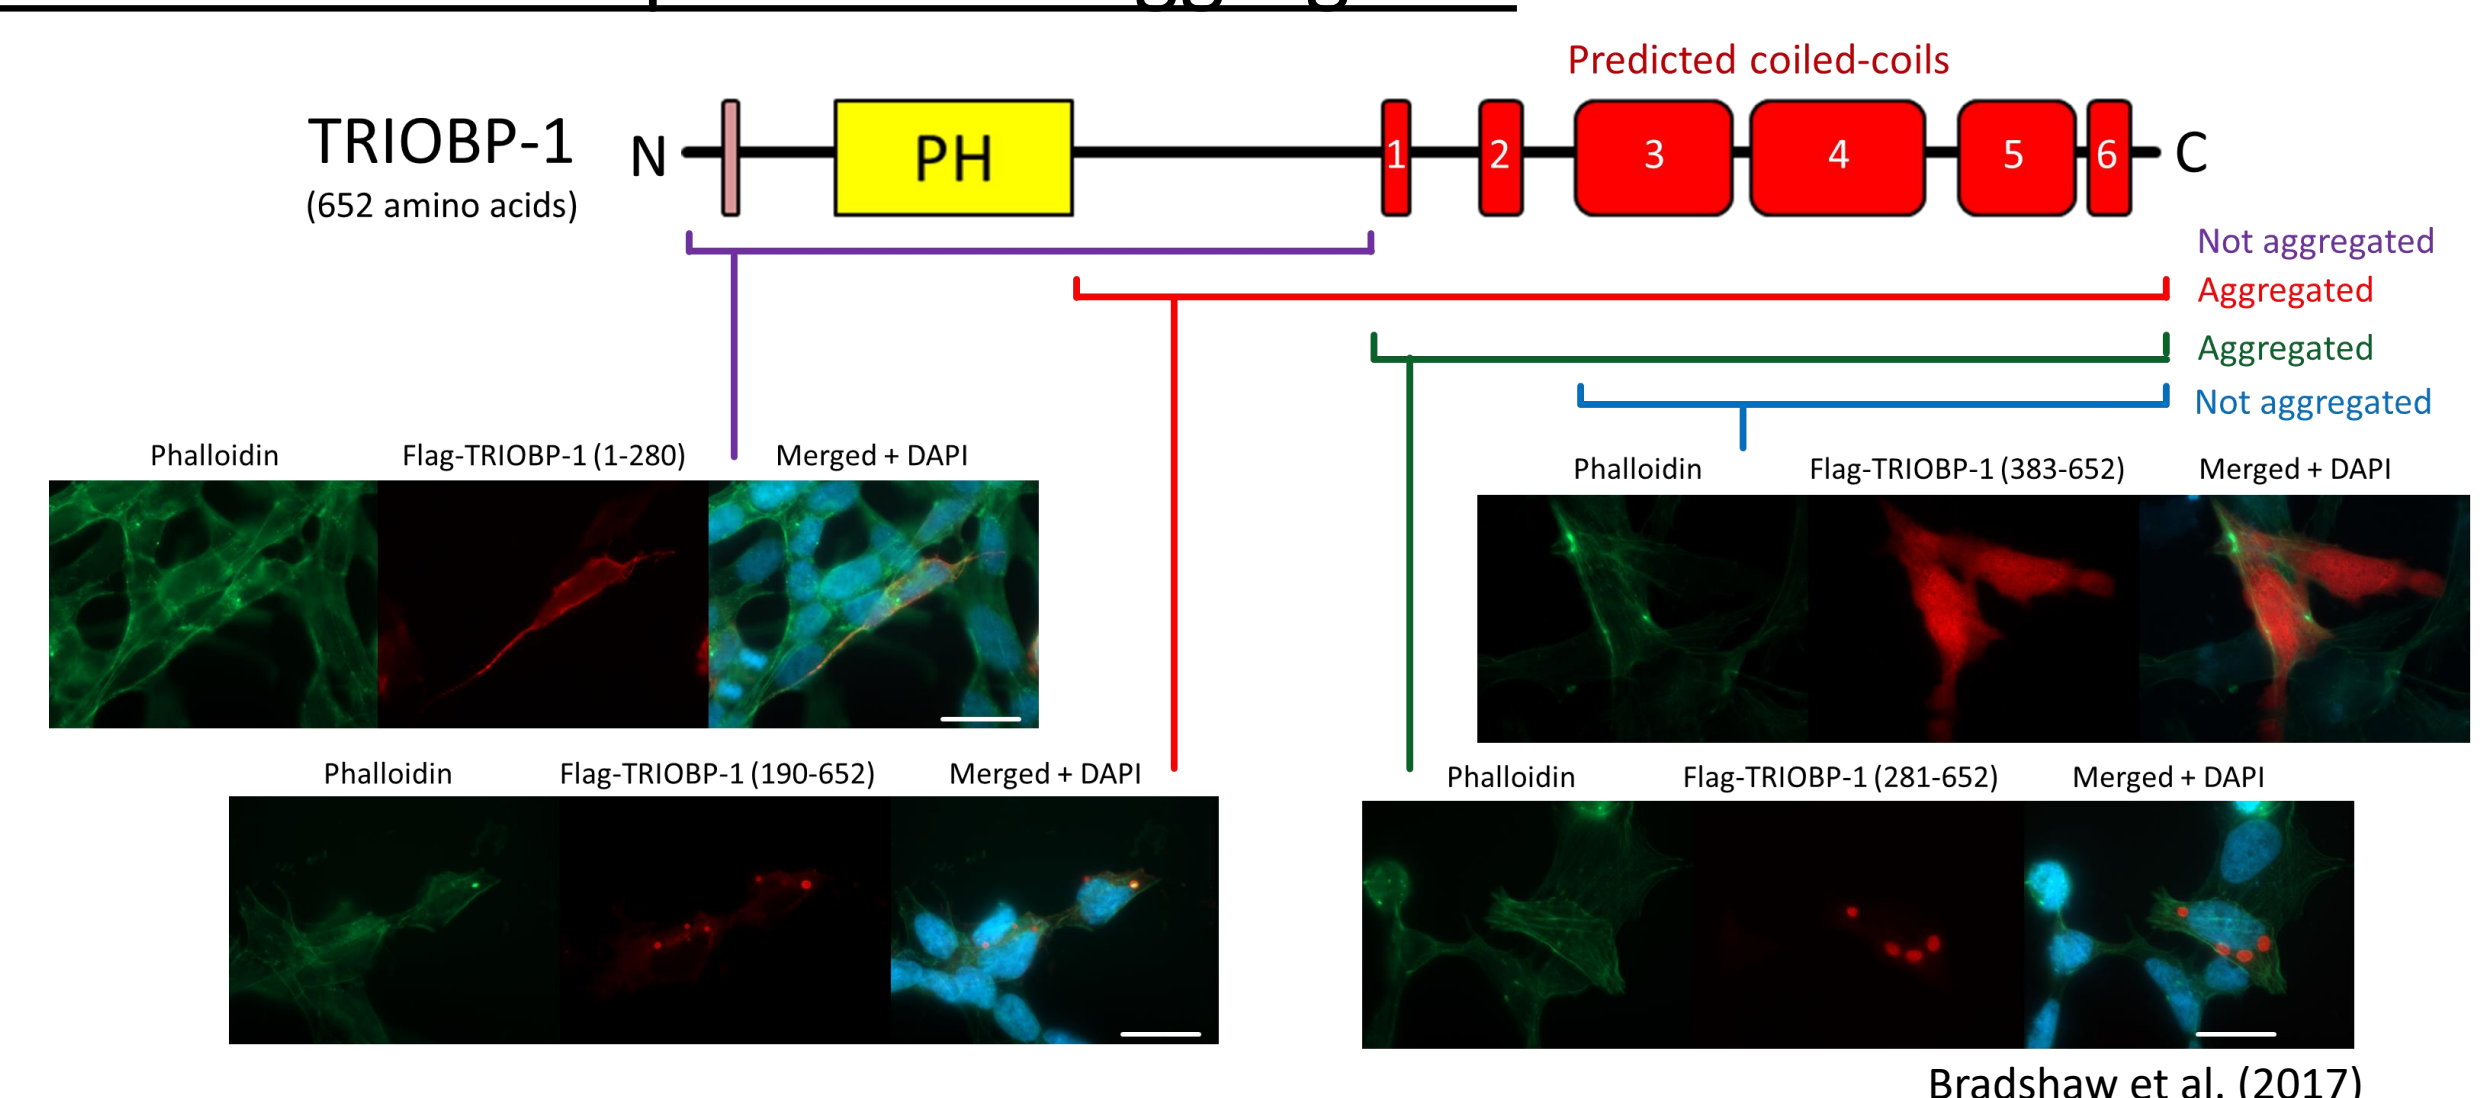 Predicted coiled-coils
TRIOBP-1
(652 amino acids)
N
PH
1
2
3
4
5
6
C
Not aggregated
Aggregated
Aggregated
Not aggregated
Phalloidin
Flag-TRIOBP-1 (1-280)
Merged + DAPI
Phalloidin
Flag-TRIOBP-1 (383-652)
Merged + DAPI
Phalloidin
Flag-TRIOBP-1 (190-652)
Merged + DAPI
Phalloidin
Flag-TRIOBP-1 (281-652)
Merged + DAPI
Bradshaw et al. (2017)